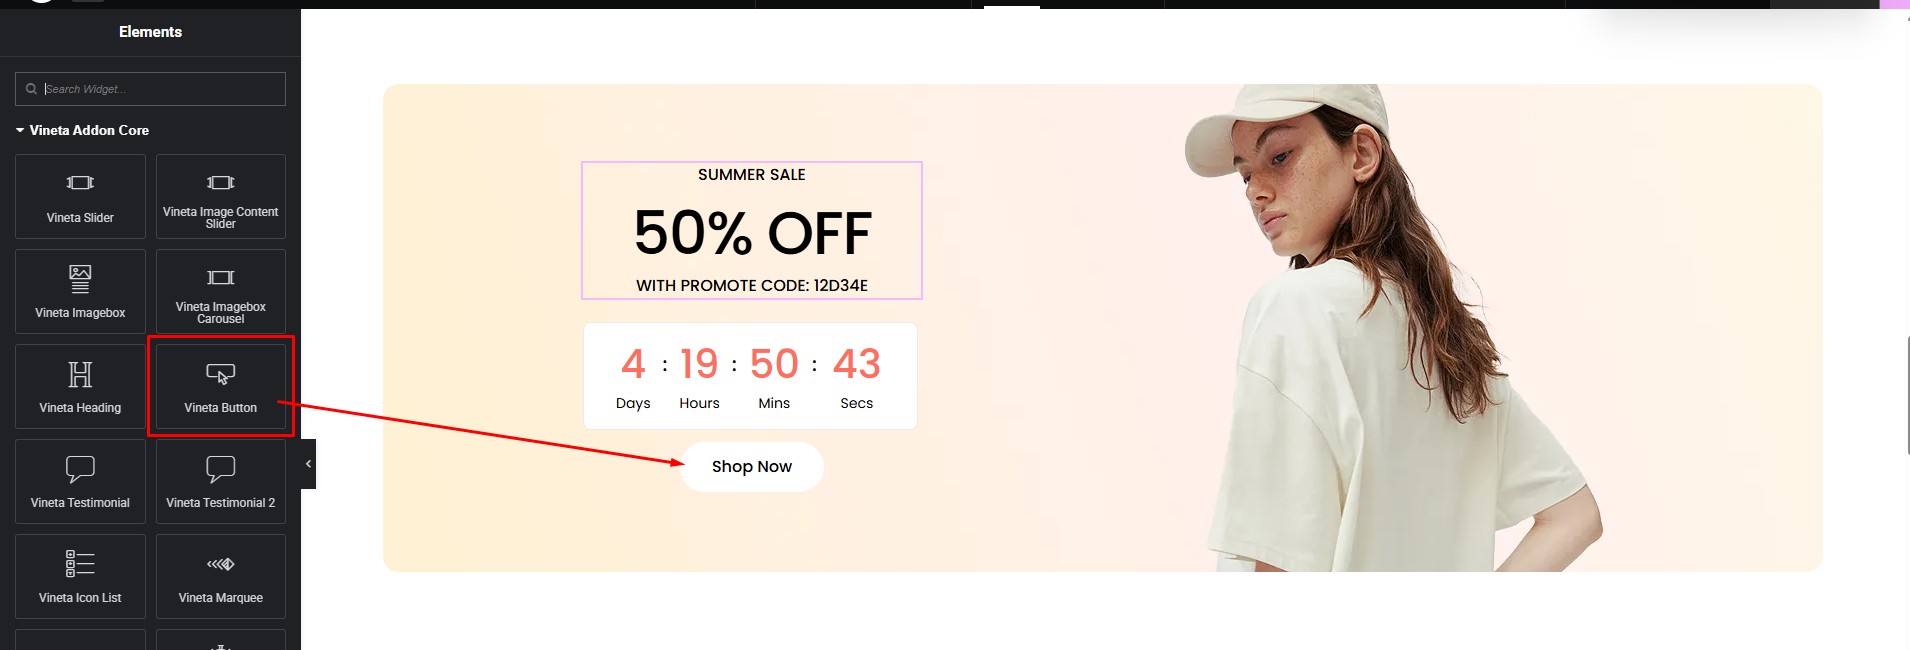 Elements
Search Widget...
Vineta Addon Core
Vineta Slider
Vineta Image Content
Slider
Vineta Imagebox
Vineta Imagebox
Carousel
Vineta Heading
Vineta Button
Vineta Testimonial
Vineta Testimonial 2
Vineta Icon List
Vineta Marquee
SUMMER SALE
50% OFF
WITH PROMOTE CODE: 12D34E
4 : 19 : 50 : 43
Days Hours Mins Secs
Shop Now